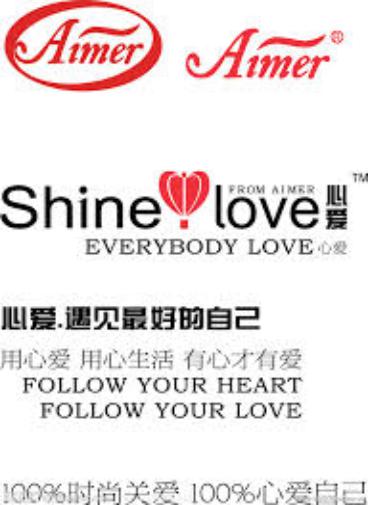 Aimer Aimer®
FROM AIMER
Shine love 心爱 TM
EVERYBODY LOVE 心爱
心爱.遇见最好的自己
用心爱 用心生活 有心才有爱
FOLLOW YOUR HEART
FOLLOW YOUR LOVE
100%时尚关爱 100%心爱自己